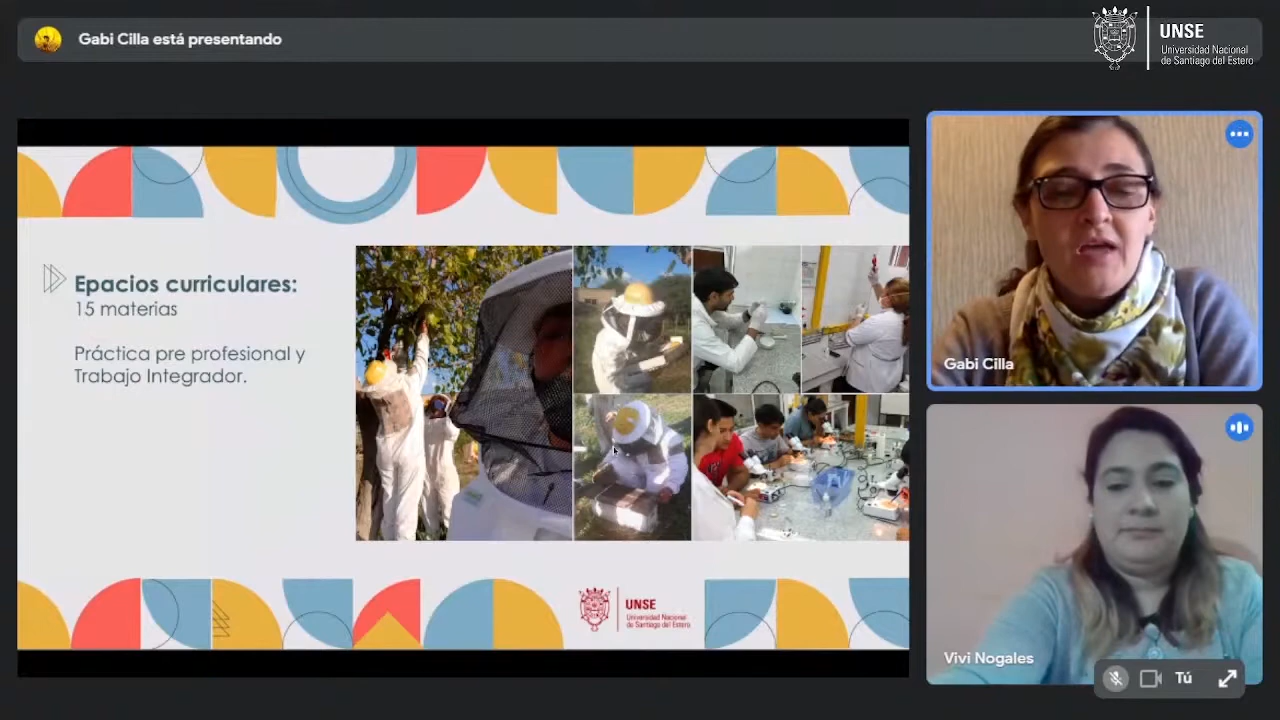 Gabi Cilla está presentando
UNSE
Universidad Nacional
de Santiago del Estero
Epacios curriculares:
15 materias
Práctica pre profesional y
Trabajo Integrador.
Gabi Cilla
UNSE
Universidad Nacional
de Santiago del Estero
Vivi Nogales
Tú